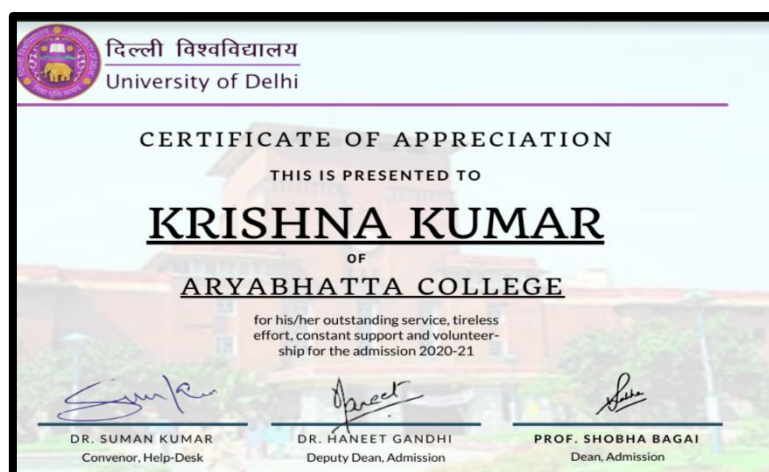 दिल्ली विश्वविद्यालय
University of Delhi
CERTIFICATE OF APPRECIATION
THIS IS PRESENTED TO
KRISHNA KUMAR
OF
ARYABHATTA COLLEGE
for his/her outstanding service, tireless
effort, constant support and volunteer-
ship for the admission 2020-21
DR. SUMAN KUMAR
Convenor, Help-Desk
DR. HANEET GANDHI
Deputy Dean, Admission
PROF. SHOBHA BAGAI
Dean, Admission